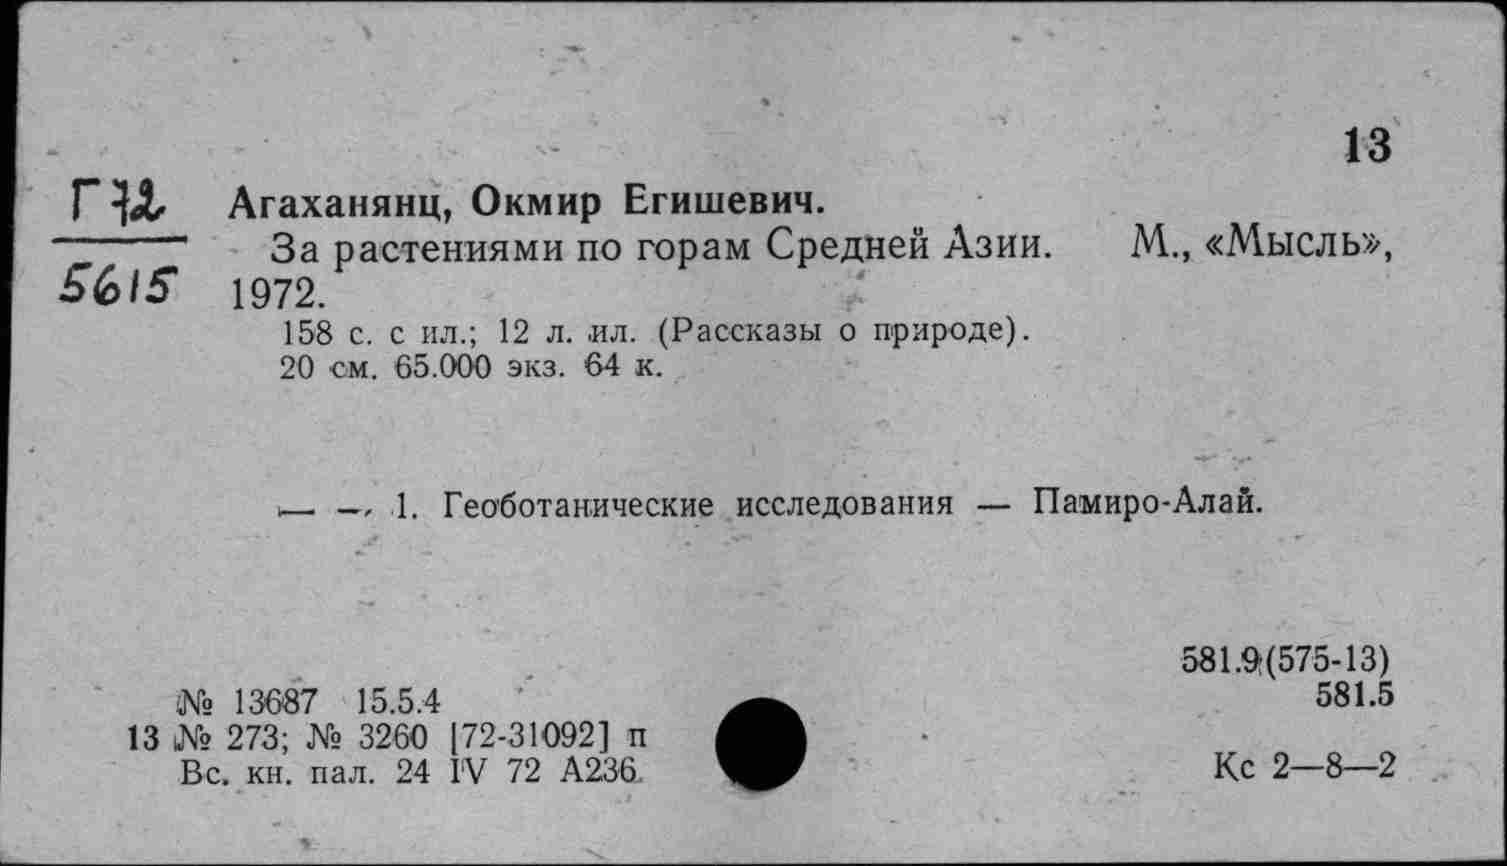 13
Агаханянц, Окмир Егишевич.
За растениями по горам Средней Азии. М., «Мысль»,
5615
1972.
158 с. с ил.; 12 л. ил. (Рассказы о природе).
20 см. 65.000 экз. 64 к.
— —, 1. Геоботанические исследования — Памиро-Алай.
581.9(575-13)
№ 13687 15.5.4
581.5
13 № 273; № 3260 [72-31092] п
Вс. кн. пал. 24 IV 72 А236
Кс 2—8—2